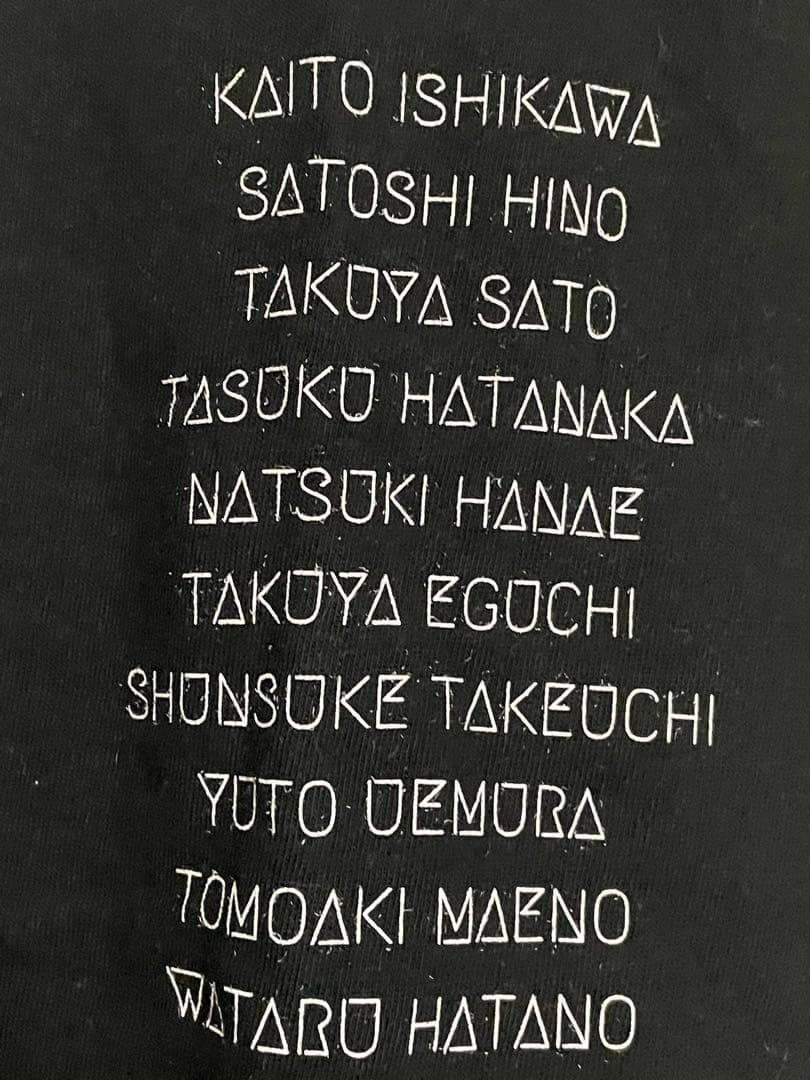 KAITO ISHIKAWA
SATOSHI HINO
TAKUYA SATO
TASUKU HATANAKA
NATSUKI HANAE
TAKUYA EGUCHI
SHUNSUKE TAKEUCHI
YUTO UEMURA
TOMOAKI MAENO
WATARU HATANO